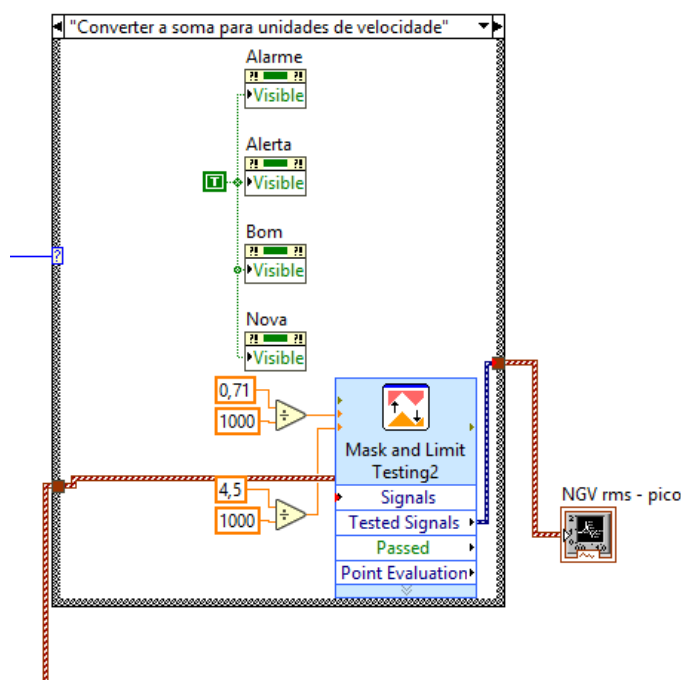 "Converter a soma para unidades de velocidade"
Alarme
Visible
Alerta
T
Visible
?
Bom
Visible
Nova
Visible
0,71
1000
÷
Mask and Limit
Testing2
Signals
4,5
1000
÷
Tested Signals
Passed
Point Evaluation
NGV rms - pico